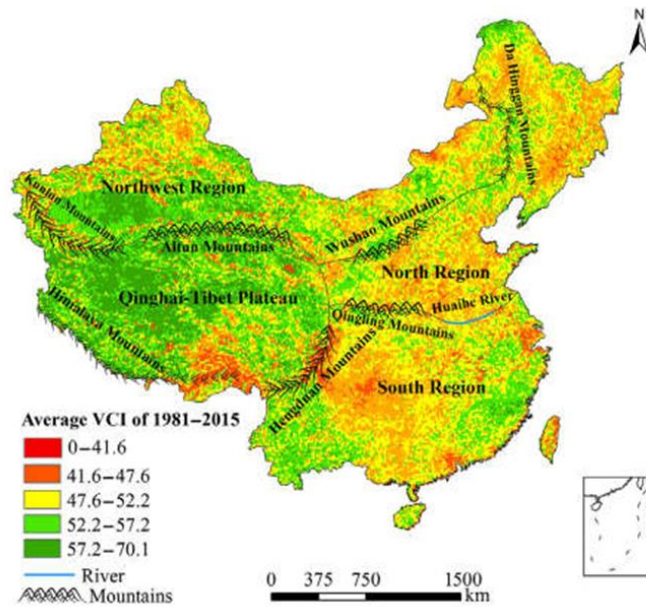 N
Da Hinggan Mountains
Northwest Region
Kunlun Mountains
Altun Mountains
Wushao Mountains
North Region
Qinghai-Tibet Plateau
Himalaya Mountains
Huaihe River
Qingling Mountains
Hengduan Mountains
South Region
Average VCI of 1981–2015
0–41.6
41.6–47.6
47.6–52.2
52.2–57.2
57.2–70.1
River
Mountains
0 375 750 1500
km